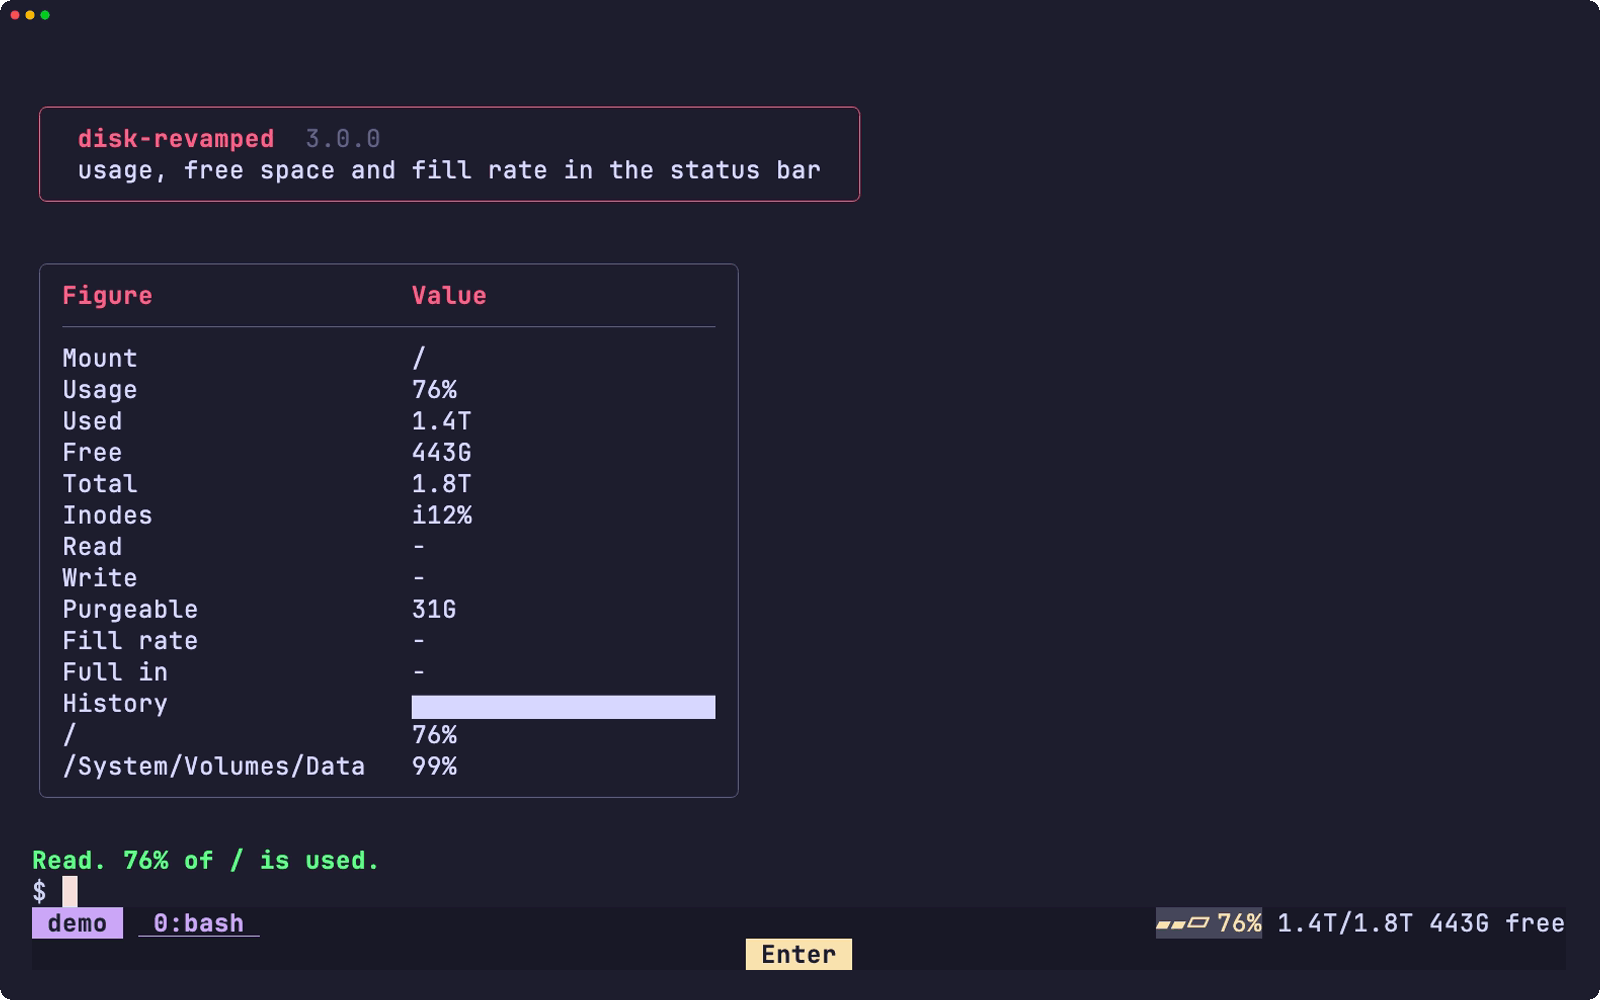 disk-revamped 3.0.0
usage, free space and fill rate in the status bar
Figure Value
Mount /
Usage 76%
Used 1.4T
Free 443G
Total 1.8T
Inodes i12%
Read -
Write -
Purgeable 31G
Fill rate -
Full in -
History
/ 76%
/System/Volumes/Data 99%
Read. 76% of / is used.
$
demo 0:bash ▰▰▱ 76% 1.4T/1.8T 443G free
Enter